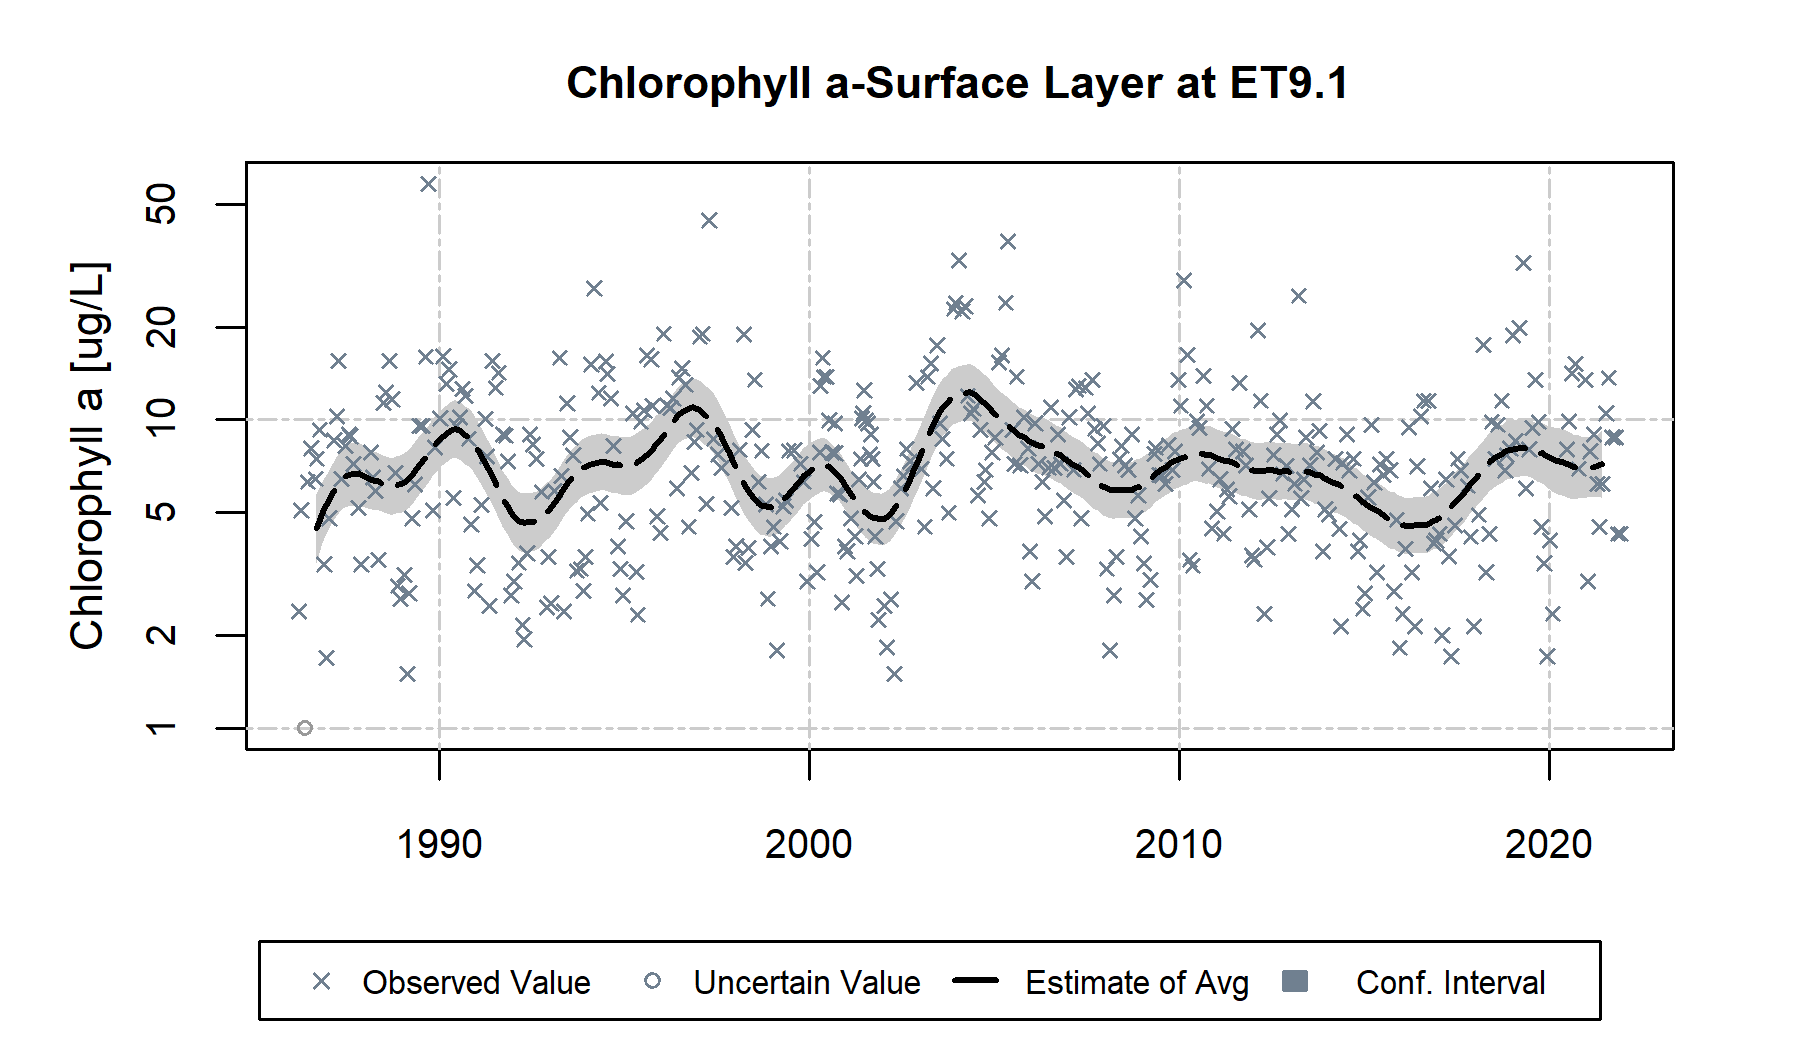 Chlorophyll a-Surface Layer at ET9.1
Chlorophyll a [ug/L]
50
20
10
5
2
1
1990 2000 2010 2020
Observed Value Uncertain Value Estimate of Avg Conf. Interval